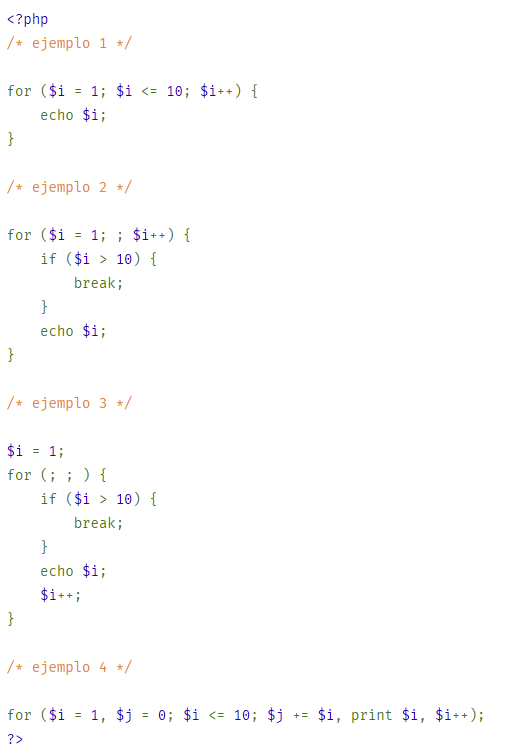 <?php
/* ejemplo 1 */
for ($i = 1; $i <= 10; $i++) {
    echo $i;
}
/* ejemplo 2 */
for ($i = 1; ; $i++) {
    if ($i > 10) {
        break;
    }
    echo $i;
}
/* ejemplo 3 */
$i = 1;
for (; ; ) {
    if ($i > 10) {
        break;
    }
    echo $i;
    $i++;
}
/* ejemplo 4 */
for ($i = 1, $j = 0; $i <= 10; $j += $i, print $i, $i++);
?>